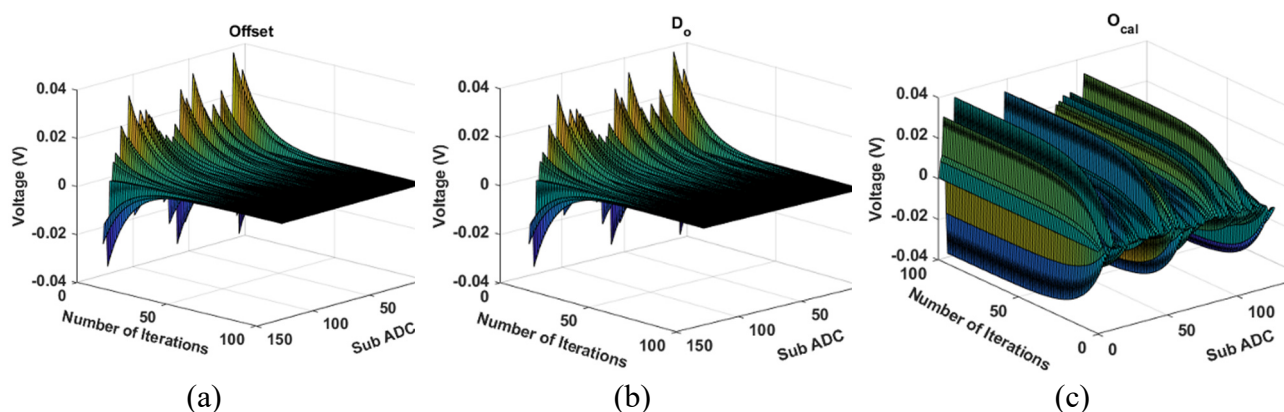 Offset
0.04
0.02
0
-0.02
-0.04
Voltage (V)
0
50
100
Number of Iterations
150
100
50
Sub ADC
(a)
D_o
0.04
0.02
0
-0.02
-0.04
Voltage (V)
0
50
100
Number of Iterations
150
100
50
Sub ADC
(b)
O_cal
0.04
0.02
0
-0.02
-0.04
Voltage (V)
100
50
0
Number of Iterations
0
50
100
Sub ADC
(c)